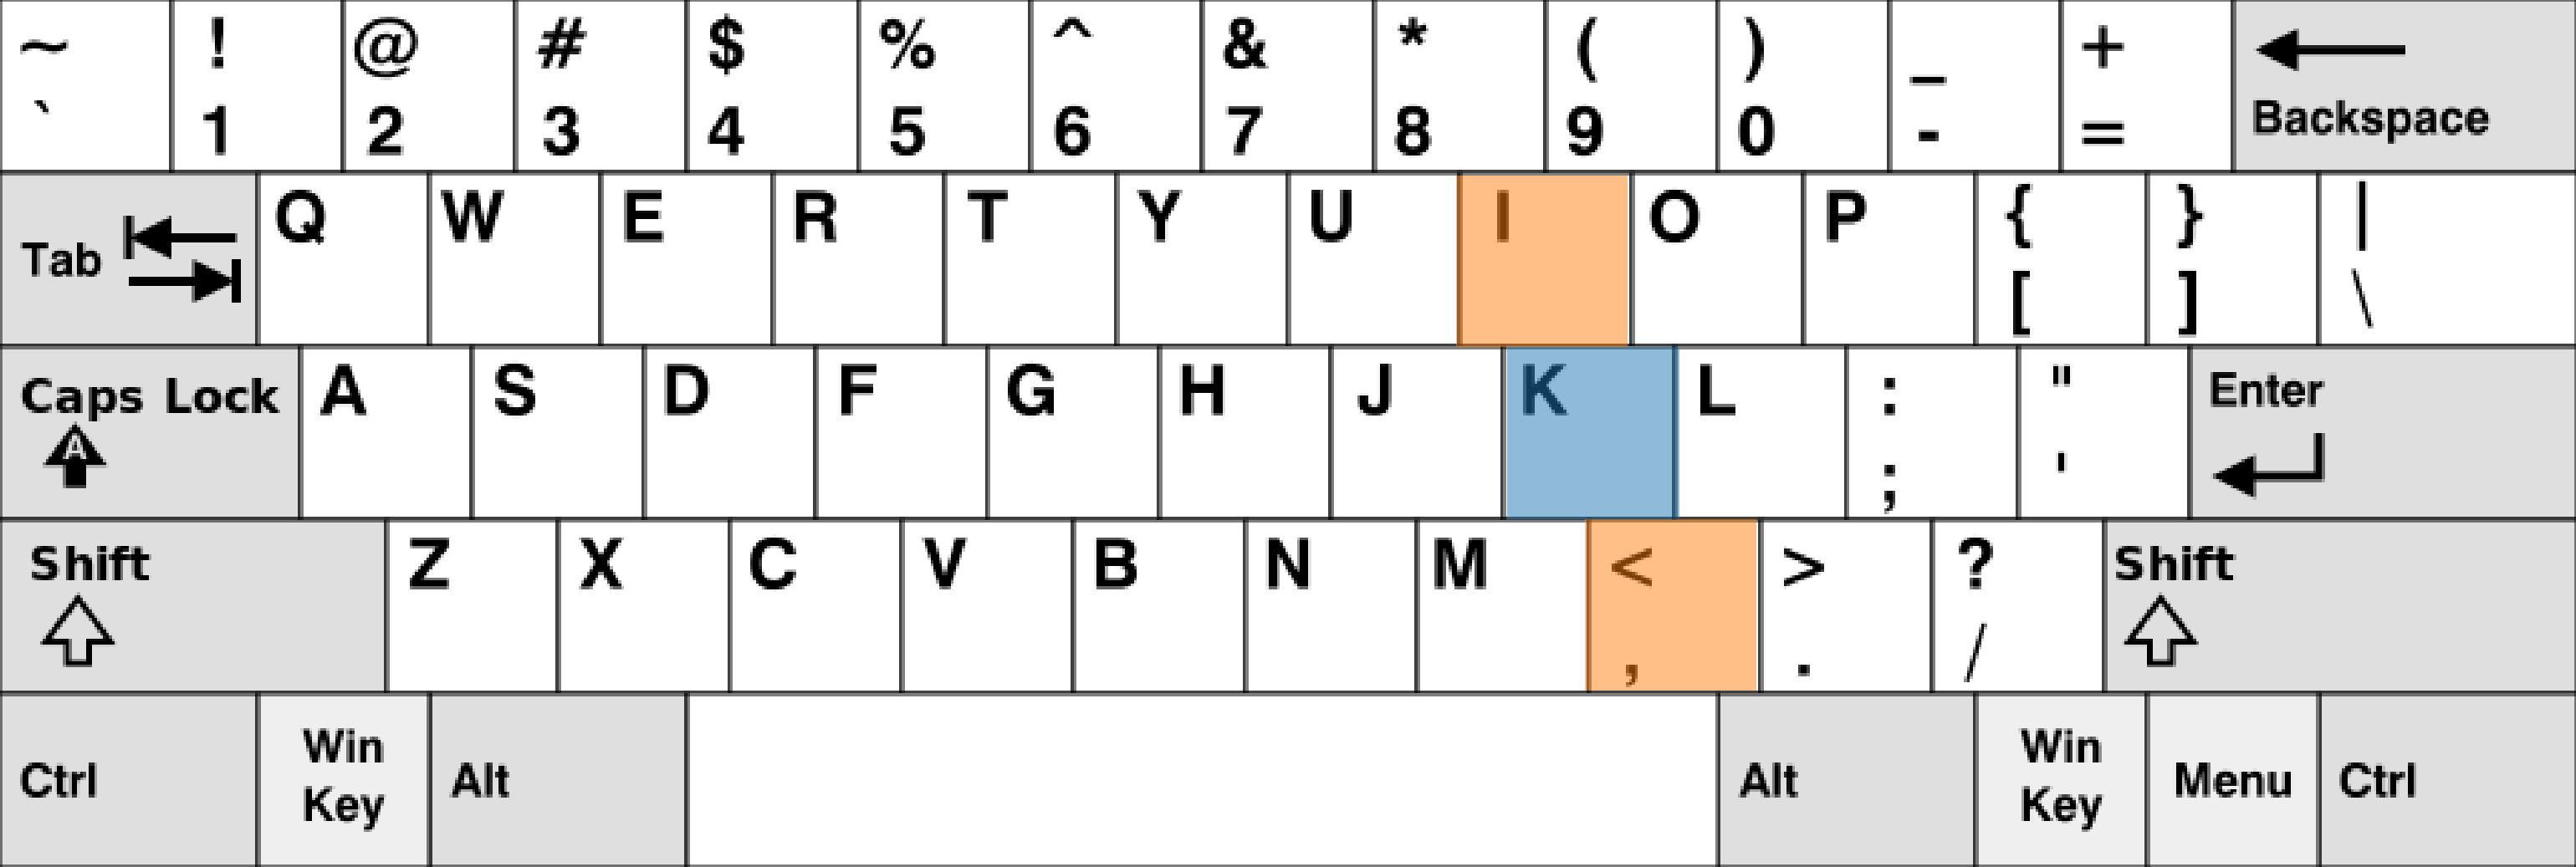 ~ ! @ # $ % ^ & * ( ) _ +
` 1 2 3 4 5 6 7 8 9 0 - = Backspace
Tab Q W E R T Y U I O P { } |
[ ] \
Caps Lock A S D F G H J K L : " Enter
A ; '
Shift Z X C V B N M < > ? Shift
, . /
Ctrl Win Key Alt Alt Win Key Menu Ctrl